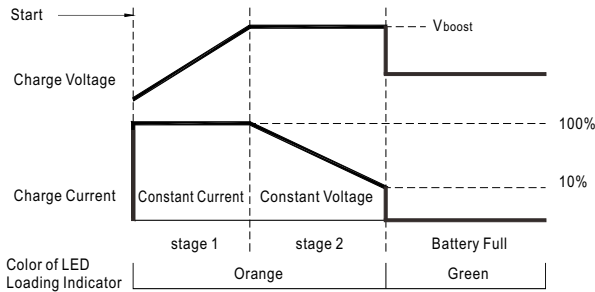 Start
Vboost
Charge Voltage
100%
10%
Charge Current
Constant Current
Constant Voltage
stage 1
stage 2
Battery Full
Color of LED
Loading Indicator
Orange
Green